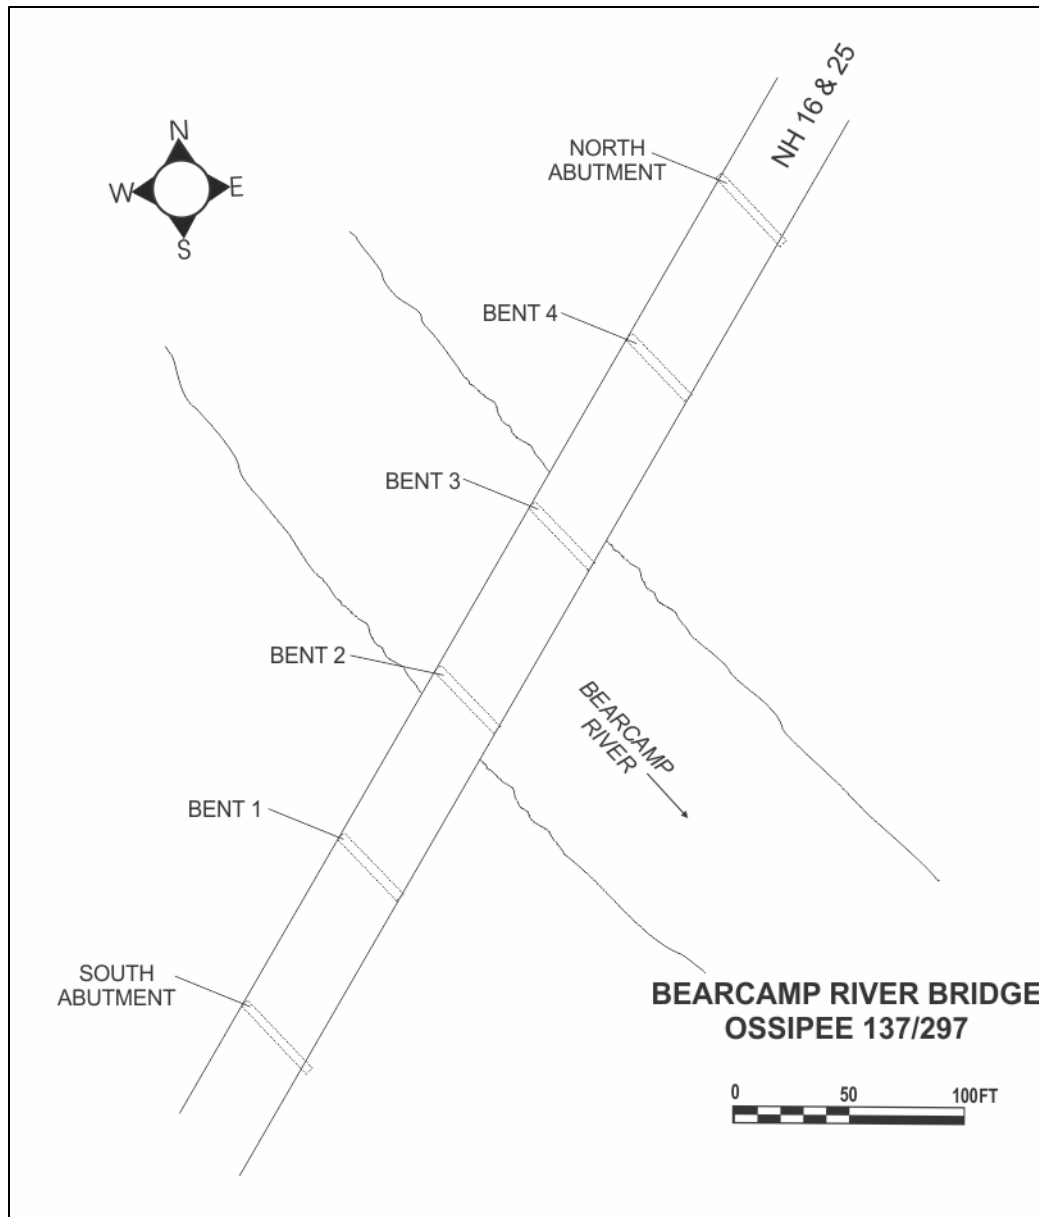 NH 16 & 25
N
W
E
S
NORTH
ABUTMENT
BENT 4
BENT 3
BENT 2
BEARCAMP
RIVER
BENT 1
SOUTH
ABUTMENT
BEARCAMP RIVER BRIDGE
OSSIPEE 137/297
0 50 100FT